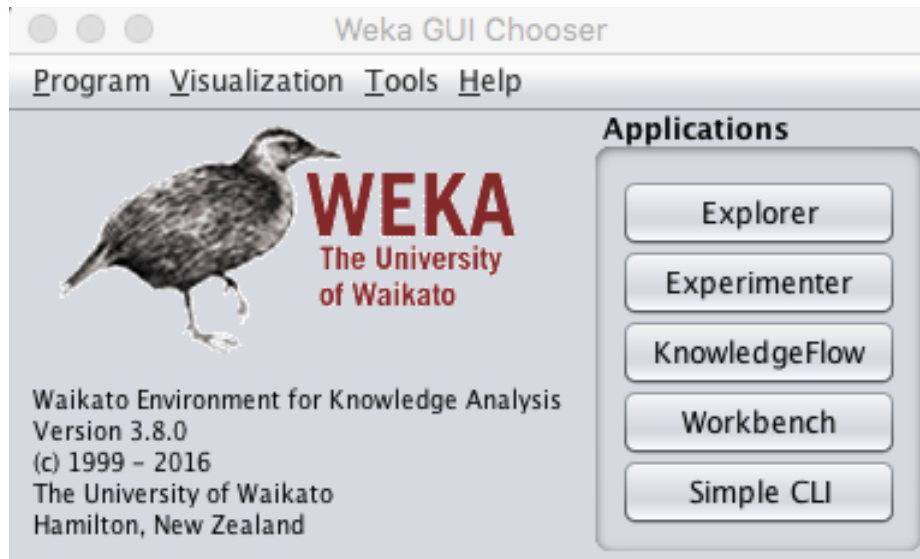 Weka GUI Chooser
Program Visualization Tools Help
WEKA
The University
of Waikato
Waikato Environment for Knowledge Analysis
Version 3.8.0
(c) 1999 – 2016
The University of Waikato
Hamilton, New Zealand
Applications
Explorer
Experimenter
KnowledgeFlow
Workbench
Simple CLI